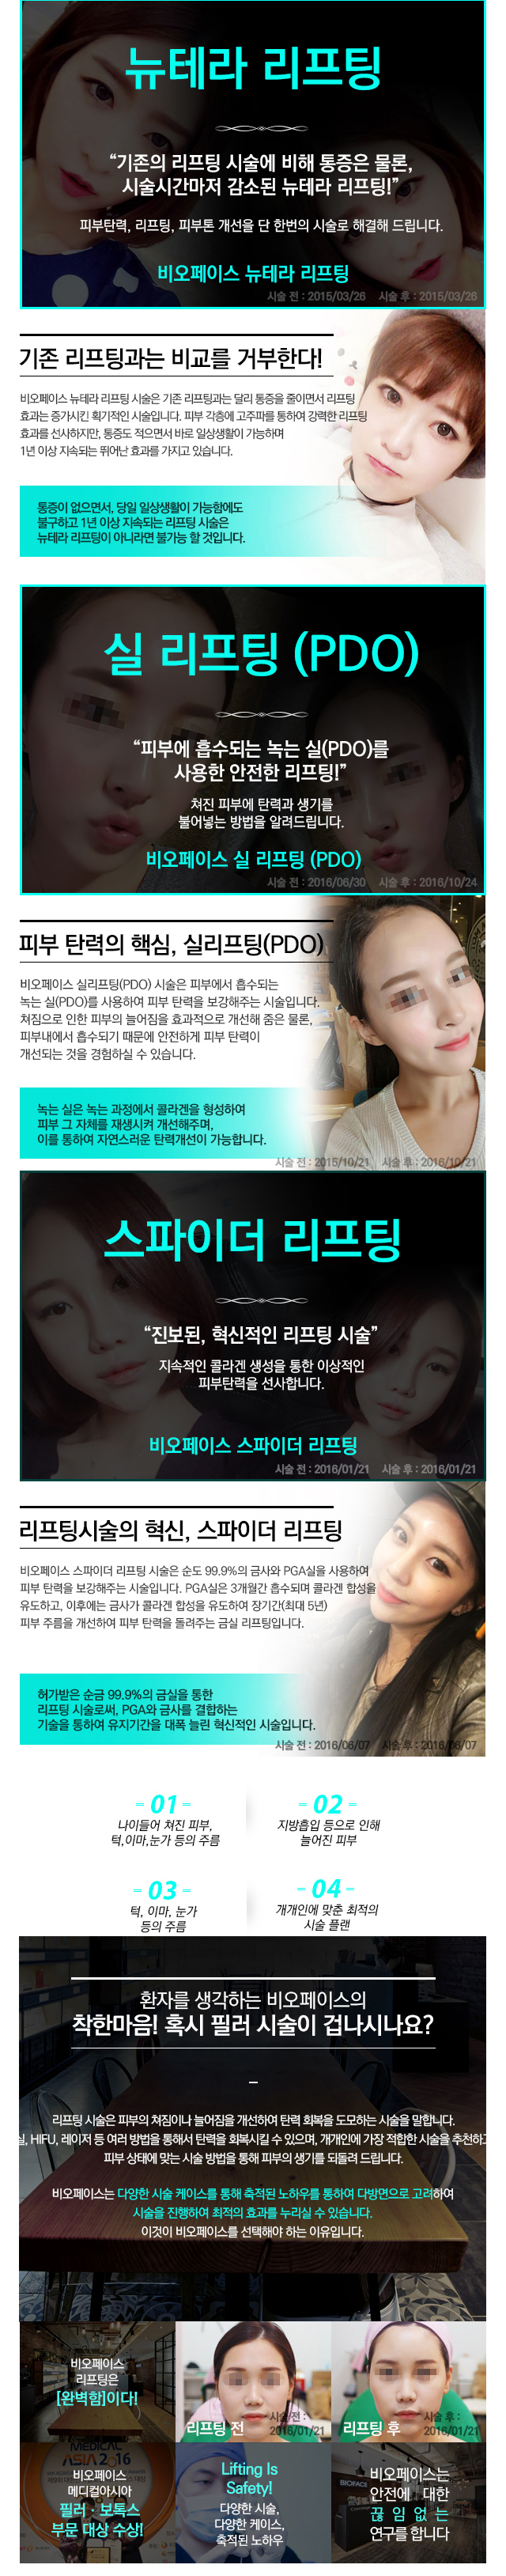 뉴테라 리프팅
“기존의 리프팅 시술에 비해 통증은 물론,
시술시간마저 감소된 뉴테라 리프팅!”
피부탄력, 리프팅, 피부톤 개선을 단 한번의 시술로 해결해 드립니다.
비오페이스 뉴테라 리프팅
시술 전 : 2015/03/26 시술 후 : 2015/03/26
기존 리프팅과는 비교를 거부한다!
비오페이스 뉴테라 리프팅 시술은 기존 리프팅과는 달리 통증을 줄이면서 리프팅
효과는 증가시킨 획기적인 시술입니다. 피부 각층에 고주파를 통하여 강력한 리프팅
효과를 선사하지만, 통증도 적으면서 바로 일상생활이 가능하며
1년 이상 지속되는 뛰어난 효과를 가지고 있습니다.
통증이 없으면서, 당일 일상생활이 가능함에도
불구하고 1년 이상 지속되는 리프팅 시술은
뉴테라 리프팅이 아니라면 불가능 할 것입니다.
실 리프팅 (PDO)
“피부에 흡수되는 녹는 실(PDO)를
사용한 안전한 리프팅!”
쳐진 피부에 탄력과 생기를
불어넣는 방법을 알려드립니다.
비오페이스 실 리프팅 (PDO)
시술 전 : 2016/06/30 시술 후 : 2016/10/24
피부 탄력의 핵심, 실리프팅(PDO)
비오페이스 실리프팅(PDO) 시술은 피부에서 흡수되는
녹는 실(PDO)를 사용하여 피부 탄력을 보강해주는 시술입니다.
쳐짐으로 인한 피부의 늘어짐을 효과적으로 개선해 줌은 물론,
피부내에서 흡수되기 때문에 안전하게 피부 탄력이
개선되는 것을 경험하실 수 있습니다.
녹는 실은 녹는 과정에서 콜라겐을 형성하여
피부 그 자체를 재생시켜 개선해주며,
이를 통하여 자연스러운 탄력개선이 가능합니다.
시술 전 : 2015/10/21 시술 후 : 2016/10/21
스파이더 리프팅
“진보된, 혁신적인 리프팅 시술”
지속적인 콜라겐 생성을 통한 이상적인
피부탄력을 선사합니다.
비오페이스 스파이더 리프팅
시술 전 : 2016/01/21 시술 후 : 2016/01/21
리프팅시술의 혁신, 스파이더 리프팅
비오페이스 스파이더 리프팅 시술은 순도 99.9%의 금사와 PGA실을 사용하여
피부 탄력을 보강해주는 시술입니다. PGA실은 3개월간 흡수되며 콜라겐 합성을
유도하고, 이후에는 금사가 콜라겐 합성을 유도하여 장기간(최대 5년)
피부 주름을 개선하여 피부 탄력을 돌려주는 금실 리프팅입니다.
허가받은 순금 99.9%의 금실을 통한
리프팅 시술로써, PGA와 금사를 결합하는
기술을 통하여 유지기간을 대폭 늘린 혁신적인 시술입니다.
시술 전 : 2016/06/07 시술 후 : 2016/06/07
01
나이들어 쳐진 피부,
턱,이마,눈가 등의 주름
02
지방흡입 등으로 인해
늘어진 피부
03
턱, 이마, 눈가
등의 주름
04
개개인에 맞춘 최적의
시술 플랜
환자를 생각하는 비오페이스의
착한마음! 혹시 필러 시술이 겁나시나요?
리프팅 시술은 피부의 쳐짐이나 늘어짐을 개선하여 탄력 회복을 도모하는 시술을 말합니다.
실, HIFU, 레이저 등 여러 방법을 통해서 탄력을 회복시킬 수 있으며, 개개인에 가장 적합한 시술을 추천하고
피부 상태에 맞는 시술 방법을 통해 피부의 생기를 되돌려 드립니다.
비오페이스는 다양한 시술 케이스를 통해 축적된 노하우를 통하여 다방면으로 고려하여
시술을 진행하여 최적의 효과를 누리실 수 있습니다.
이것이 비오페이스를 선택해야 하는 이유입니다.
비오페이스
리프팅은
[완벽함]이다!
리프팅 전
시술 전 :
2016/01/21
리프팅 후
시술 후 :
2016/01/21
MEDICAL
ASIA 2016
비오페이스
메디컬아시아
필러 · 보톡스
부문 대상 수상!
Lifting Is
Safety!
다양한 시술,
다양한 케이스,
축적된 노하우
BIOFACE
비오페이스는
안전에 대한
끊임없는
연구를 합니다